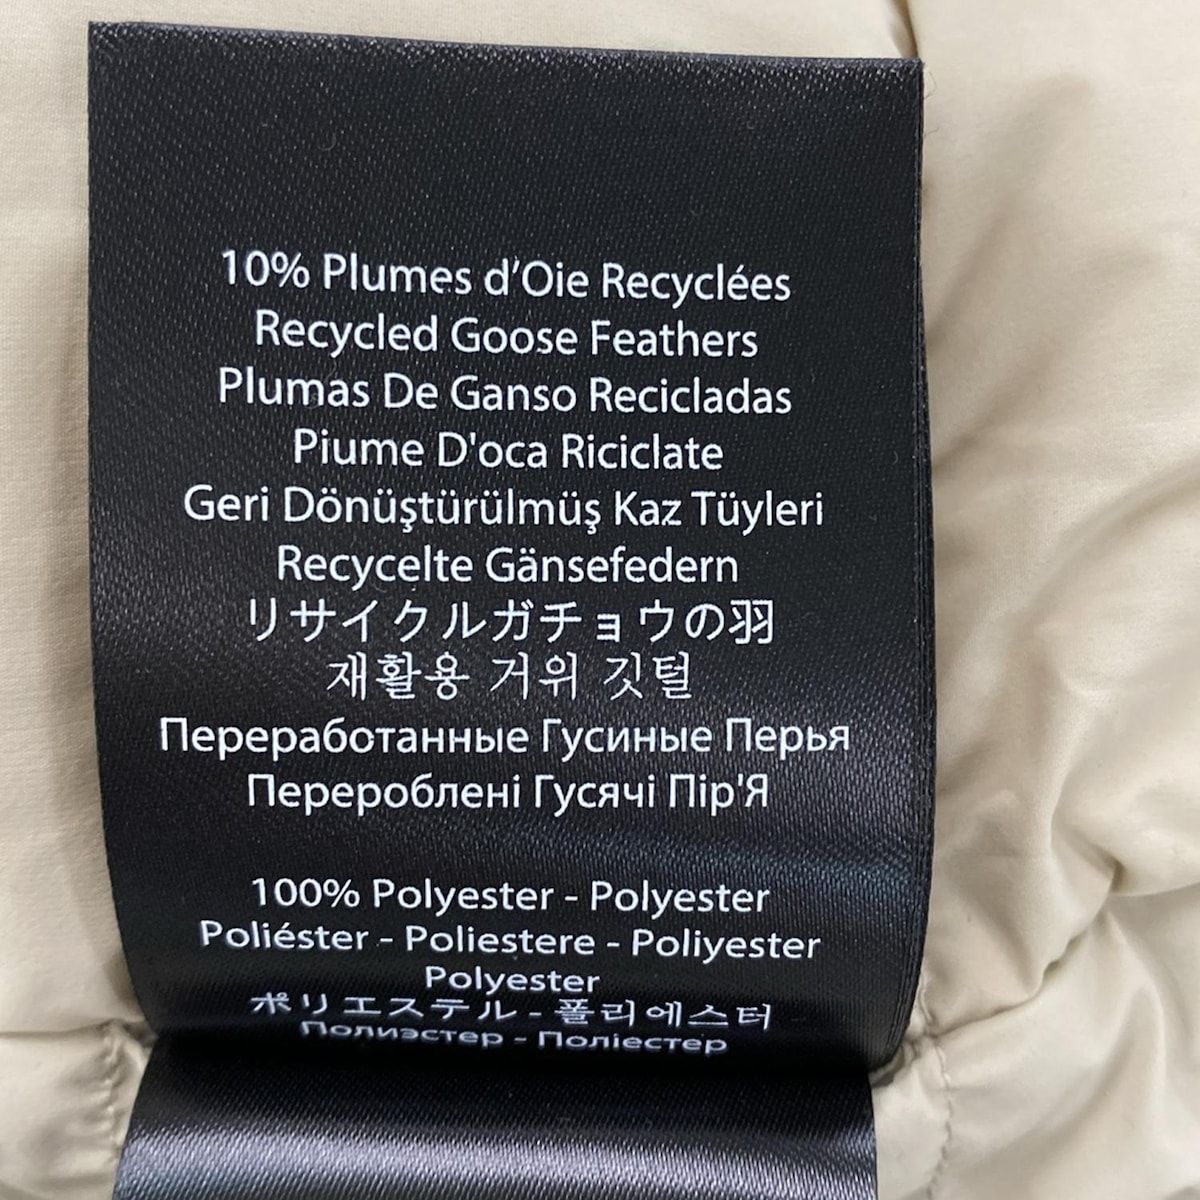 10% Plumes d'Oie Recyclées
Recycled Goose Feathers
Plumas De Ganso Recicladas
Piume D'oca Riciclate
Geri Dönüştürülmüş Kaz Tüyleri
Recycelte Gänsefedern
リサイクルガチョウの羽
재활용 거위 깃털
Переработанные Гусиные Перья
Перероблені Гусячі Пір'Я
100% Polyester - Polyester
Poliéster - Poliestere - Poliyester
Polyester
ポリエステル - 폴리에스터
Полиэстер - Поліестер